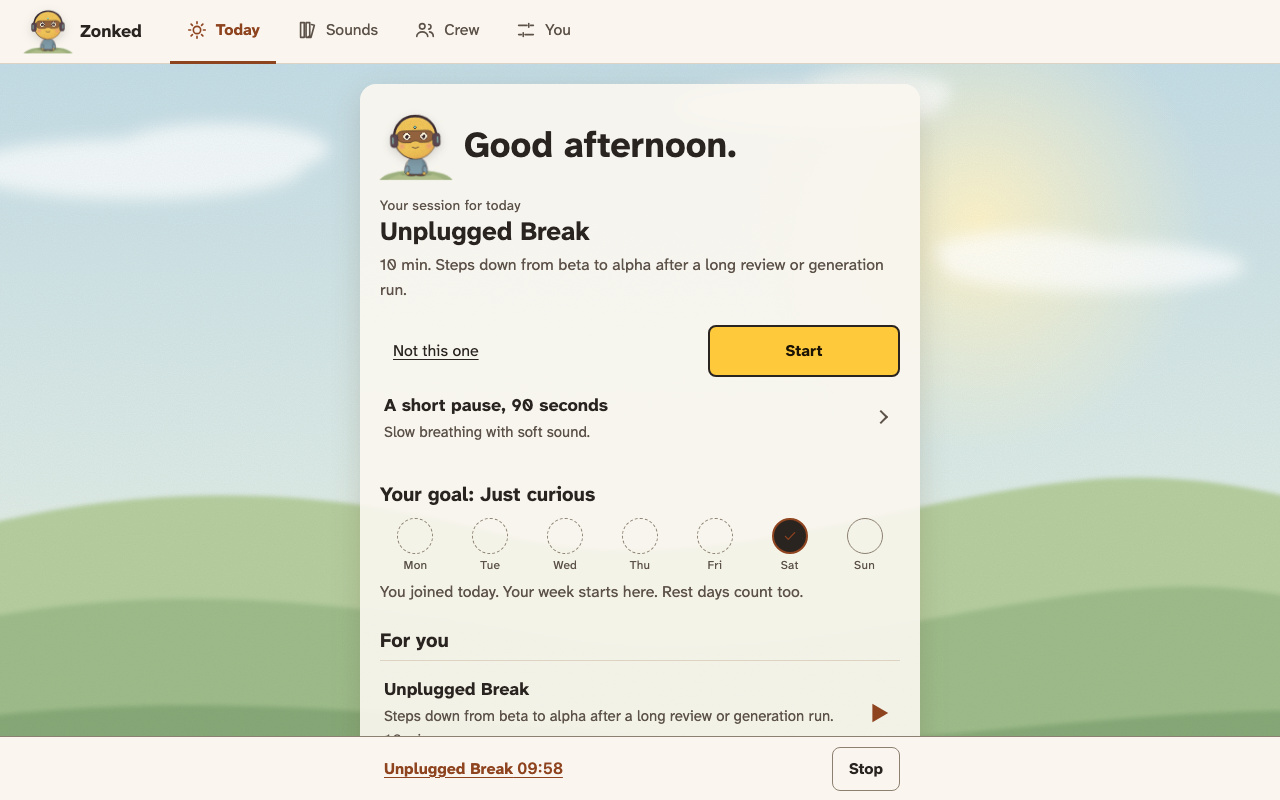 Zonked
Today
Sounds
Crew
You
Good afternoon.
Your session for today
Unplugged Break
10 min. Steps down from beta to alpha after a long review or generation
run.
Not this one
Start
A short pause, 90 seconds
Slow breathing with soft sound.
Your goal: Just curious
Mon
Tue
Wed
Thu
Fri
Sat
Sun
You joined today. Your week starts here. Rest days count too.
For you
Unplugged Break
Steps down from beta to alpha after a long review or generation run.
Unplugged Break 09:58
Stop